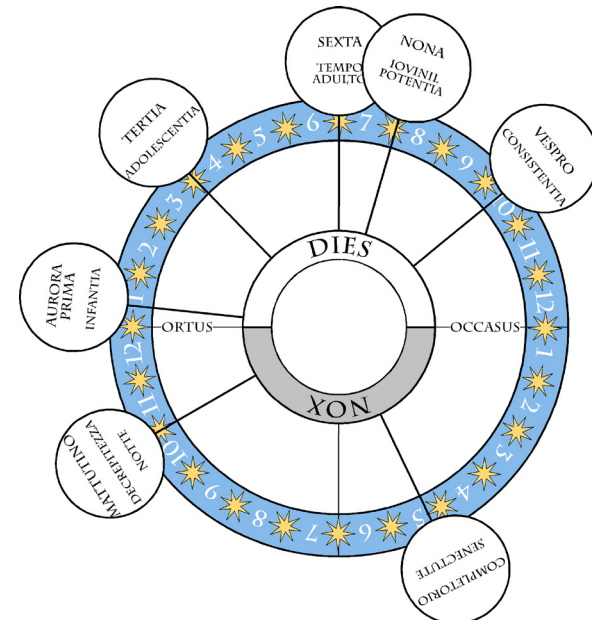 SEXTA
TEMPO
ADULTO
NONA
IOVINIL
POTENTIA
VESPRO
CONSISTENTIA
TERTIA
ADOLESCENTIA
AURORA
PRIMA
INFANTIA
MATTUTINO
DECREPITEZZA
NOTTE
COMPLETORIO
SENECTUTE
DIES
NOX
ORTUS
OCCASUS
1
2
3
4
5
6
7
8
9
10
11
12
1
2
3
4
5
6
7
8
9
10
11
12